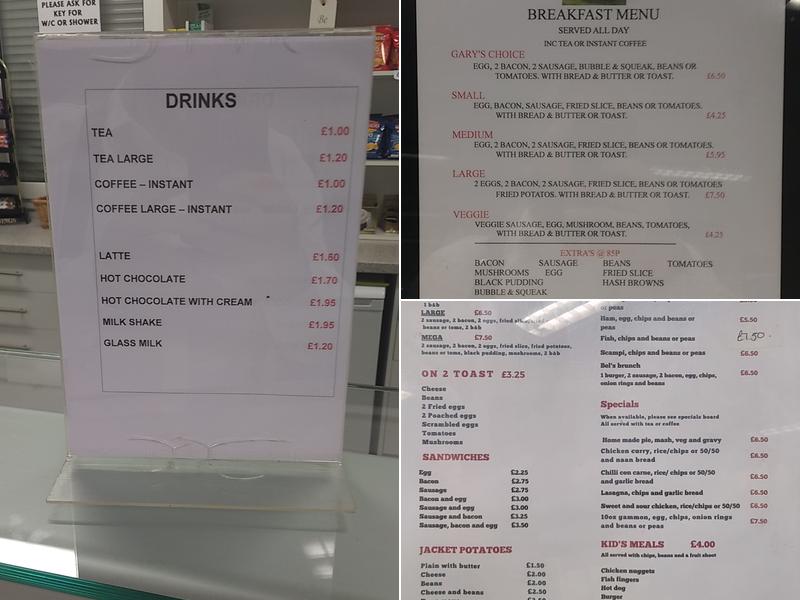 PLEASE ASK FOR
KEY FOR
W/C OR SHOWER
DRINKS
TEA £1.00
TEA LARGE £1.20
COFFEE – INSTANT £1.00
COFFEE LARGE – INSTANT £1.20
LATTE £1.60
HOT CHOCOLATE £1.70
HOT CHOCOLATE WITH CREAM £1.95
MILK SHAKE £1.95
GLASS MILK £1.20
BREAKFAST MENU
SERVED ALL DAY
INC TEA OR INSTANT COFFEE
GARY'S CHOICE
EGG, 2 BACON, 2 SAUSAGE, BUBBLE & SQUEAK, BEANS OR
TOMATOES. WITH BREAD & BUTTER OR TOAST. £6.50
SMALL
EGG, BACON, SAUSAGE, FRIED SLICE, BEANS OR TOMATOES.
WITH BREAD & BUTTER OR TOAST. £4.25
MEDIUM
EGG, 2 BACON, 2 SAUSAGE, FRIED SLICE, BEANS OR TOMATOES.
WITH BREAD & BUTTER OR TOAST. £5.95
LARGE
2 EGGS, 2 BACON, 2 SAUSAGE, FRIED SLICE, BEANS OR TOMATOES
FRIED POTATOS. WITH BREAD & BUTTER OR TOAST. £7.50
VEGGIE
VEGGIE SAUSAGE, EGG, MUSHROOM, BEANS, TOMATOES,
WITH BREAD & BUTTER OR TOAST. £4.25
EXTRA'S @ 85P
BACON SAUSAGE BEANS TOMATOES
MUSHROOMS EGG FRIED SLICE
BLACK PUDDING HASH BROWNS
BUBBLE & SQUEAK
1 b&b
LARGE £6.50
2 sausage, 2 bacon, 2 eggs, fried slice, fried
beans or toms, 2 b&b
MEGA £7.50
2 sausage, 2 bacon, 2 eggs, fried slice, fried potatoes,
beans or toms, black pudding, mushrooms, 2 b&b
ON 2 TOAST £3.25
Cheese
Beans
2 Fried eggs
2 Poached eggs
Scrambled eggs
Tomatoes
Mushrooms
SANDWICHES
Egg £2.25
Bacon £2.75
Sausage £2.75
Bacon and egg £3.00
Sausage and egg £3.00
Sausage and bacon £3.25
Sausage, bacon and egg £3.50
JACKET POTATOES
Plain with butter £1.50
Cheese £2.00
Beans £2.00
Cheese and beans £2.50
or peas
Ham, egg, chips and beans or £5.50
peas
Fish, chips and beans or peas £7.50
Scampi, chips and beans or peas £6.50
Bel's brunch
1 burger, 2 sausage, 2 bacon, egg, chips, £6.50
onion rings and beans
Specials
When available, please see specials board
All served with tea or coffee
Home made pie, mash, veg and gravy £6.50
Chicken curry, rice/chips or 50/50 £6.50
and naan bread
Chilli con carne, rice/ chips or 50/50 £6.50
and garlic bread
Lasagna, chips and garlic bread £6.50
Sweet and sour chicken, rice/chips or 50/50 £6.50
10oz gammon, egg, chips, onion rings £7.50
and beans or peas
KID'S MEALS £4.00
All served with chips, beans and a fruit shoot
Chicken nuggets
Fish fingers
Hot dog
Burger